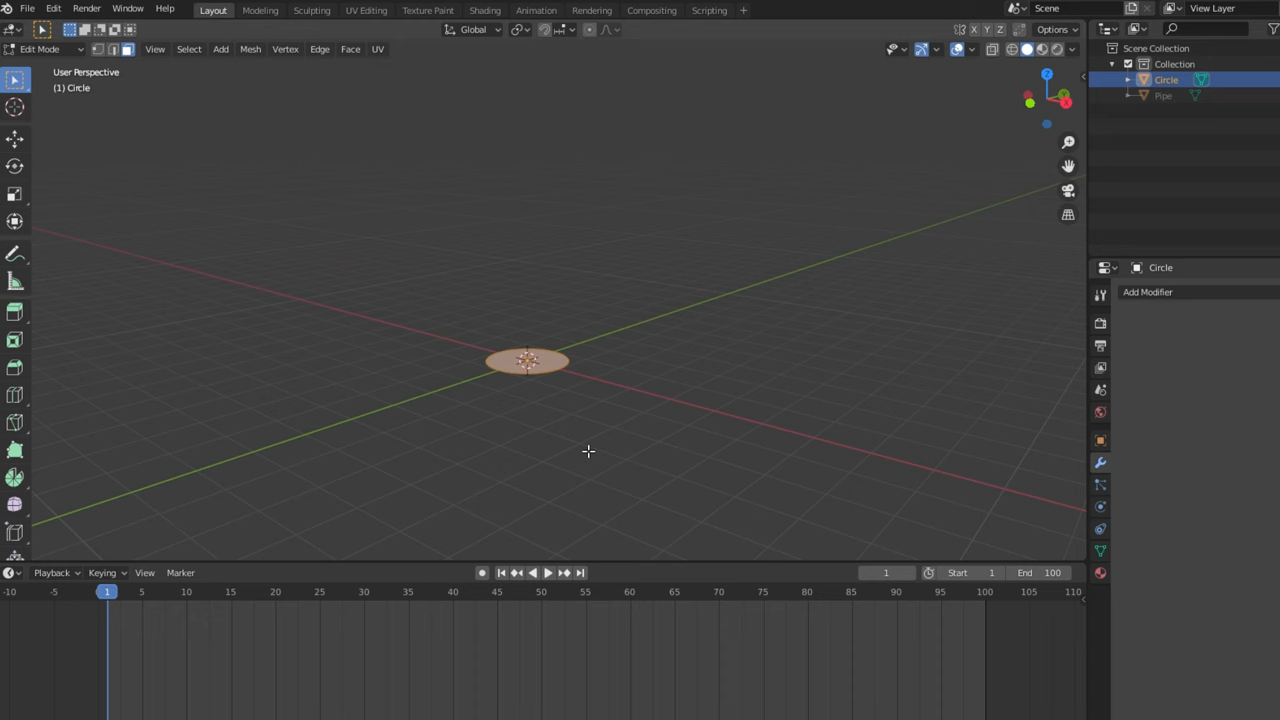 File Edit Render Window Help Layout Modeling Sculpting UV Editing Texture Paint Shading Animation Rendering Compositing Scripting Scene View Layer
Global X Y Z Options
Edit Mode View Select Add Mesh Vertex Edge Face UV
Scene Collection
Collection
Circle
Pipe
User Perspective
(1) Circle
Z
Y
X
Circle
Add Modifier
Playback Keying View Marker 1 Start 1 End 100
-10 -5 1 5 10 15 20 25 30 35 40 45 50 55 60 65 70 75 80 85 90 95 100 105 110